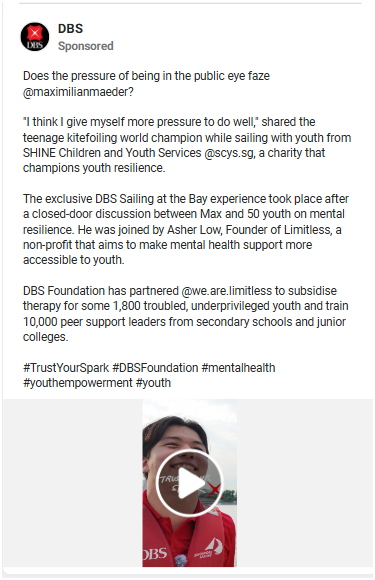 DBS
DBS
Sponsored
Does the pressure of being in the public eye faze
@maximilianmaeder?
"I think I give myself more pressure to do well," shared the
teenage kitefoiling world champion while sailing with youth from
SHINE Children and Youth Services @scys.sg, a charity that
champions youth resilience.
The exclusive DBS Sailing at the Bay experience took place after
a closed-door discussion between Max and 50 youth on mental
resilience. He was joined by Asher Low, Founder of Limitless, a
non-profit that aims to make mental health support more
accessible to youth.
DBS Foundation has partnered @we.are.limitless to subsidise
therapy for some 1,800 troubled, underprivileged youth and train
10,000 peer support leaders from secondary schools and junior
colleges.
#TrustYourSpark #DBSFoundation #mentalhealth
#youthempowerment #youth
DBS